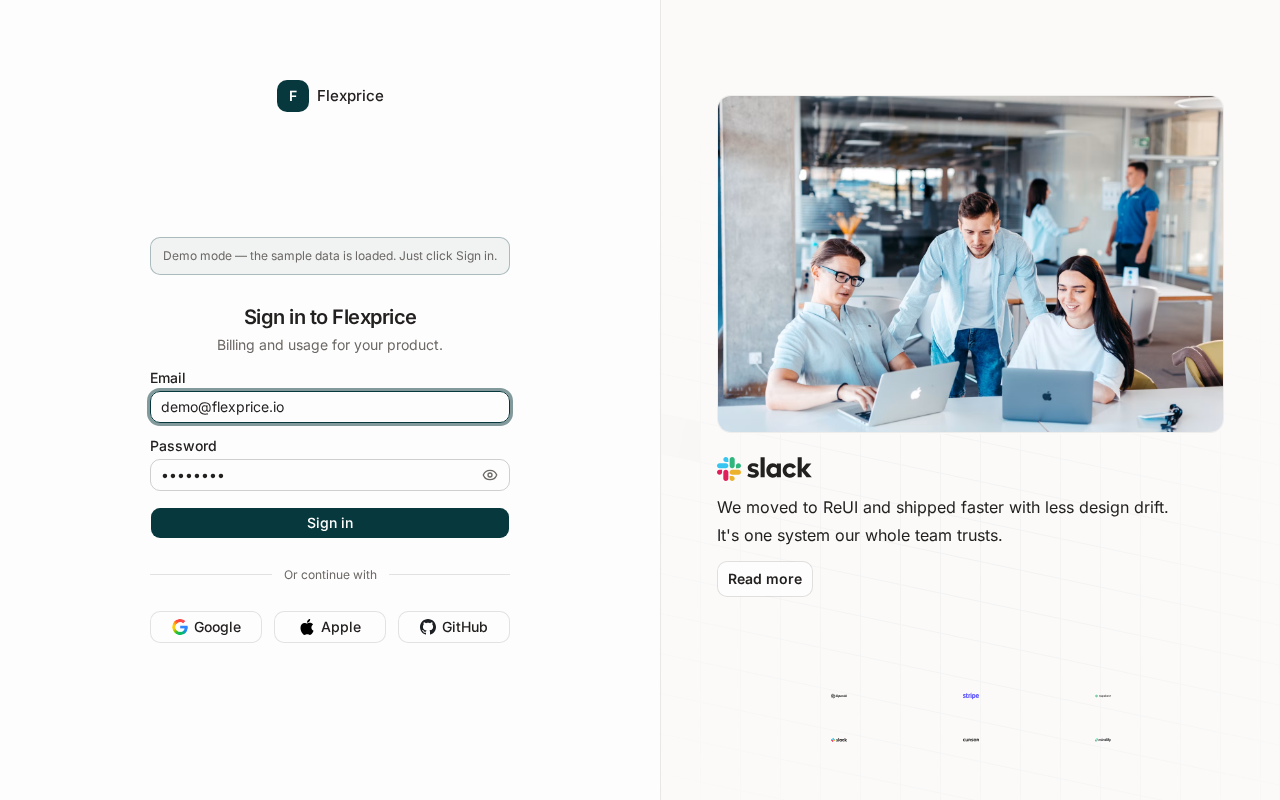 F Flexprice
Demo mode — the sample data is loaded. Just click Sign in.
Sign in to Flexprice
Billing and usage for your product.
Email
demo@flexprice.io
Password
••••••••
Sign in
Or continue with
Google
Apple
GitHub
slack
We moved to ReUI and shipped faster with less design drift.
It's one system our whole team trusts.
Read more
stripe
slack